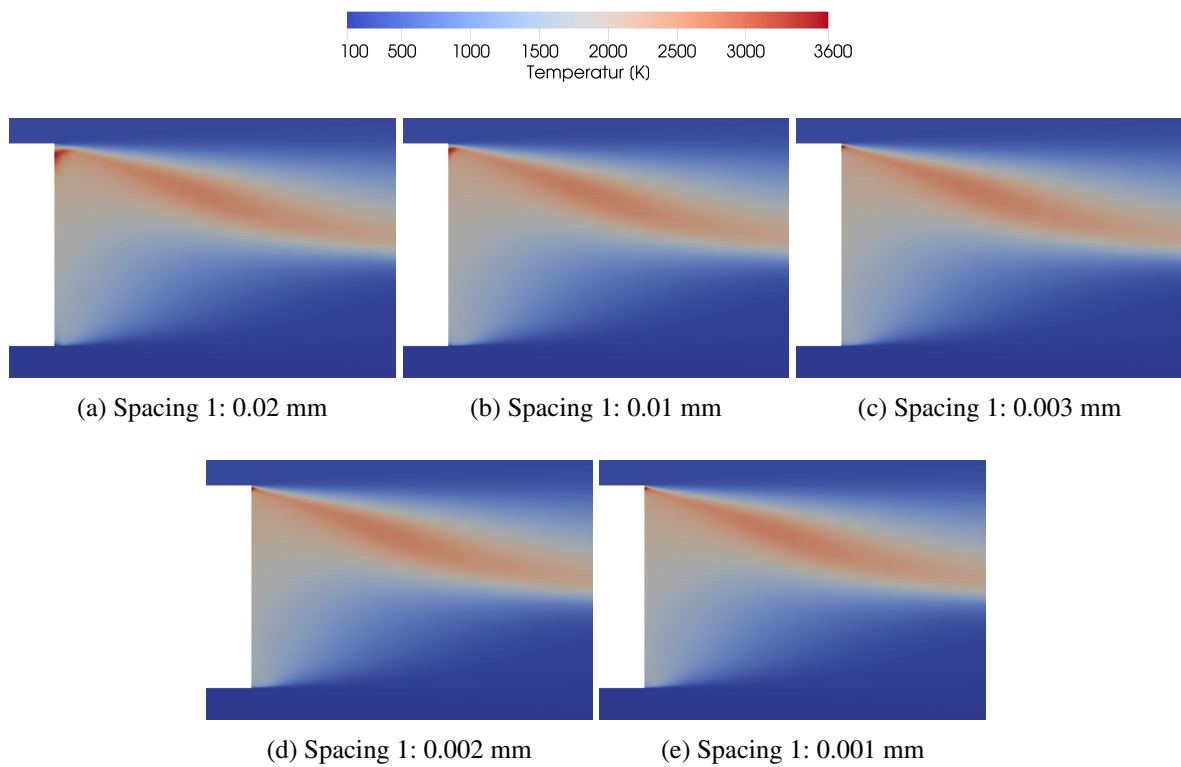 100 500 1000 1500 2000 2500 3000 3600
Temperatur (K)
(a) Spacing 1: 0.02 mm
(b) Spacing 1: 0.01 mm
(c) Spacing 1: 0.003 mm
(d) Spacing 1: 0.002 mm
(e) Spacing 1: 0.001 mm